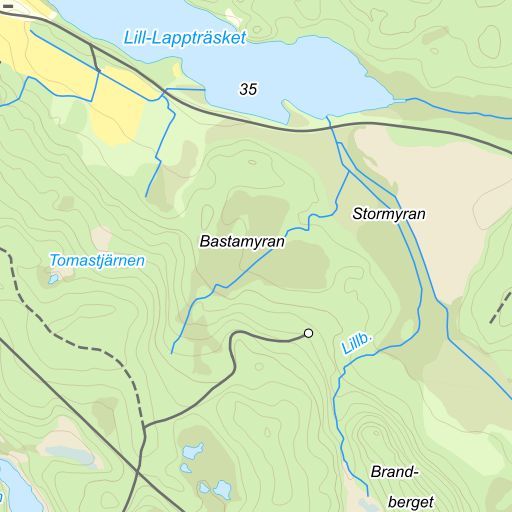 Lill-Lappträsket
35
Stormyran
Bastamyran
Tomastjärnen
Lillb.
Brand-
berget